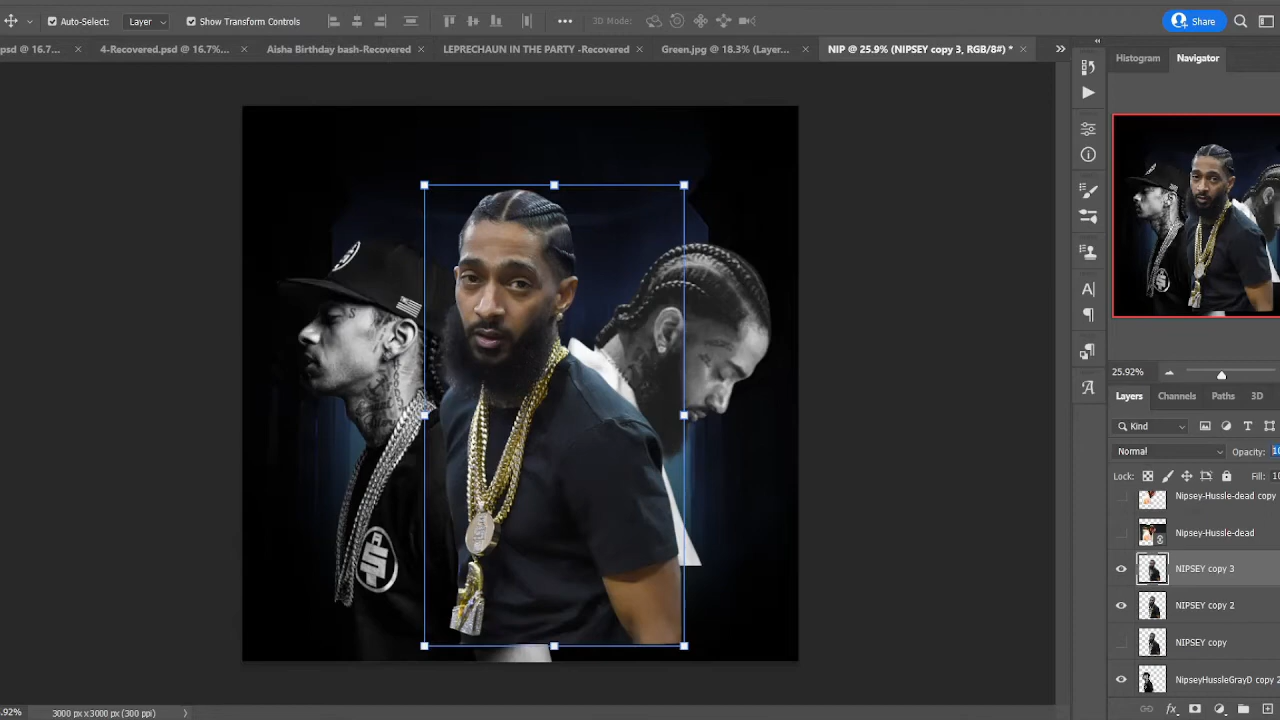 Auto-Select: Layer Show Transform Controls 3D Mode: Share
psd @ 16.7... × 4-Recovered.psd @ 16.7%... × Aisha Birthday bash-Recovered × LEPRECHAUN IN THE PARTY -Recovered × Green.jpg @ 18.3% (Layer... × NIP @ 25.9% (NIPSEY copy 3, RGB/8#) * ×
Histogram Navigator
25.92%
Layers Channels Paths 3D
Kind
Normal Opacity: 10
Lock: Fill: 10
Nipsey-Hussle-dead copy
Nipsey-Hussle-dead
NIPSEY copy 3
NIPSEY copy 2
NIPSEY copy
NipseyHussleGrayD copy 2
.92% 3000 px x 3000 px (300 ppi)